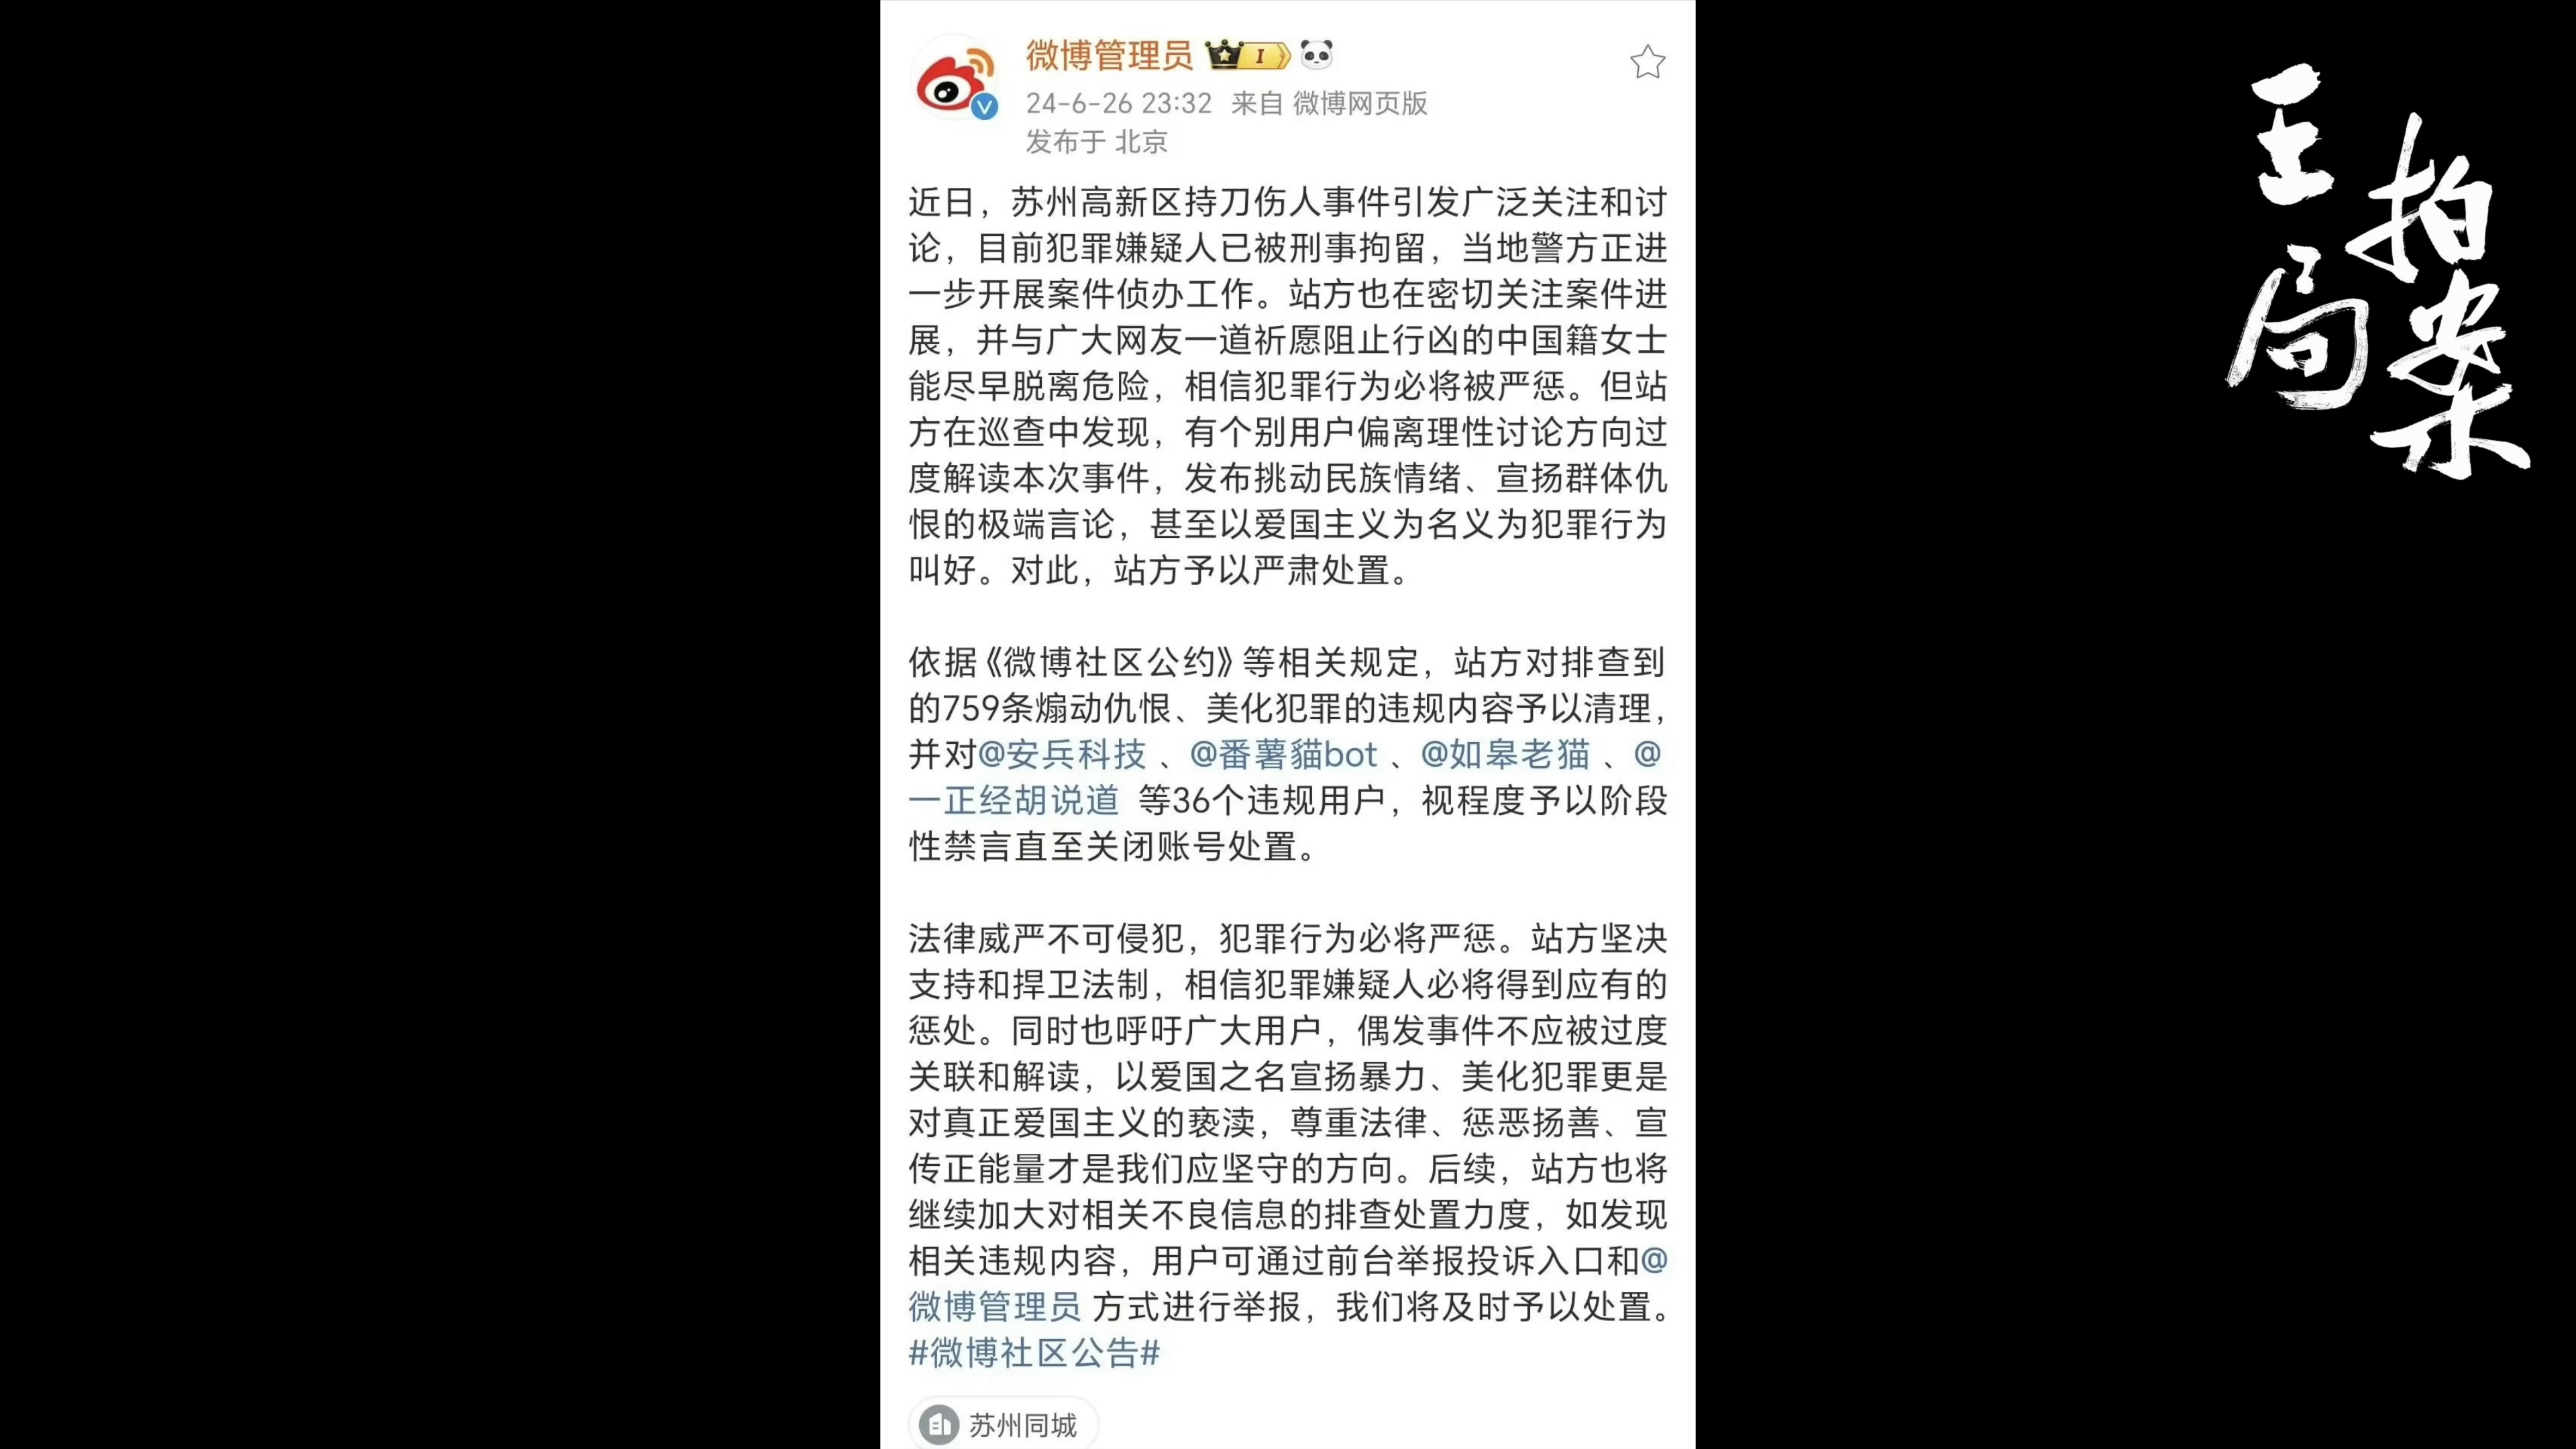 微博管理员 I
24-6-26 23:32 来自 微博网页版
发布于 北京
近日，苏州高新区持刀伤人事件引发广泛关注和讨
论，目前犯罪嫌疑人已被刑事拘留，当地警方正进
一步开展案件侦办工作。站方也在密切关注案件进
展，并与广大网友一道祈愿阻止行凶的中国籍女士
能尽早脱离危险，相信犯罪行为必将被严惩。但站
方在巡查中发现，有个别用户偏离理性讨论方向过
度解读本次事件，发布挑动民族情绪、宣扬群体仇
恨的极端言论，甚至以爱国主义为名义为犯罪行为
叫好。对此，站方予以严肃处置。
依据《微博社区公约》等相关规定，站方对排查到
的759条煽动仇恨、美化犯罪的违规内容予以清理，
并对@安兵科技 、@番薯貓bot 、@如皋老猫 、@
一正经胡说道 等36个违规用户，视程度予以阶段
性禁言直至关闭账号处置。
法律威严不可侵犯，犯罪行为必将严惩。站方坚决
支持和捍卫法制，相信犯罪嫌疑人必将得到应有的
惩处。同时也呼吁广大用户，偶发事件不应被过度
关联和解读，以爱国之名宣扬暴力、美化犯罪更是
对真正爱国主义的亵渎，尊重法律、惩恶扬善、宣
传正能量才是我们应坚守的方向。后续，站方也将
继续加大对相关不良信息的排查处置力度，如发现
相关违规内容，用户可通过前台举报投诉入口和@
微博管理员 方式进行举报，我们将及时予以处置。
#微博社区公告#
苏州同城
王局
拍案